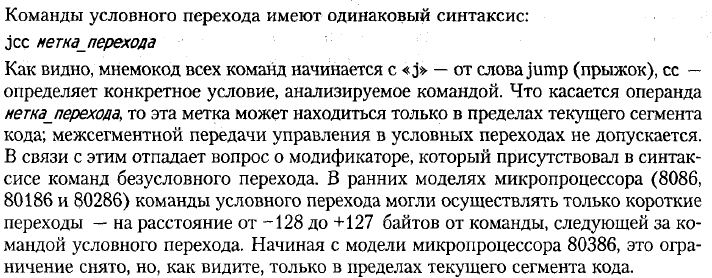 Команды условного перехода имеют одинаковый синтаксис:
jcc метка_перехода
Как видно, мнемокод всех команд начинается с «j» — от слова jump (прыжок), cc —
определяет конкретное условие, анализируемое командой. Что касается операнда
метка_перехода, то эта метка может находиться только в пределах текущего сегмента
кода; межсегментной передачи управления в условных переходах не допускается.
В связи с этим отпадает вопрос о модификаторе, который присутствовал в синтак-
сисе команд безусловного перехода. В ранних моделях микропроцессора (8086,
80186 и 80286) команды условного перехода могли осуществлять только короткие
переходы — на расстояние от −128 до +127 байтов от команды, следующей за ко-
мандой условного перехода. Начиная с модели микропроцессора 80386, это огра-
ничение снято, но, как видите, только в пределах текущего сегмента кода.